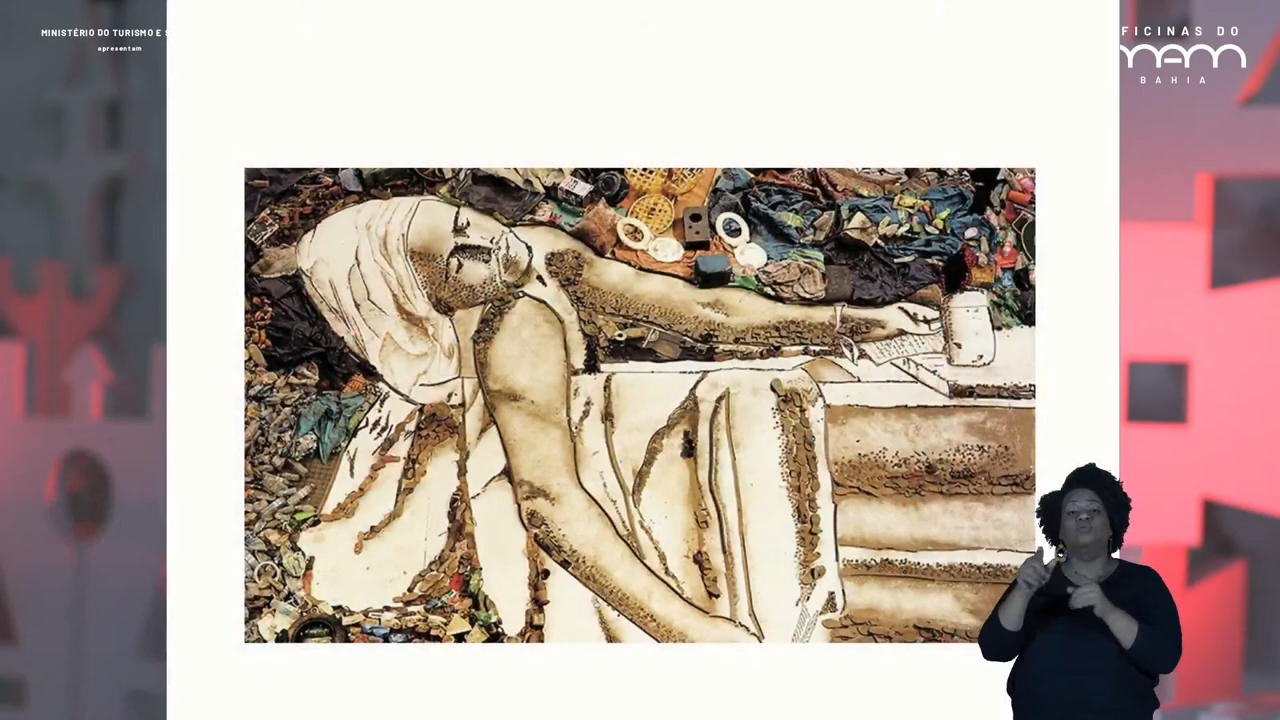 MINISTÉRIO DO TURISMO E
apresentam
FICINAS DO
mam
BAHIA